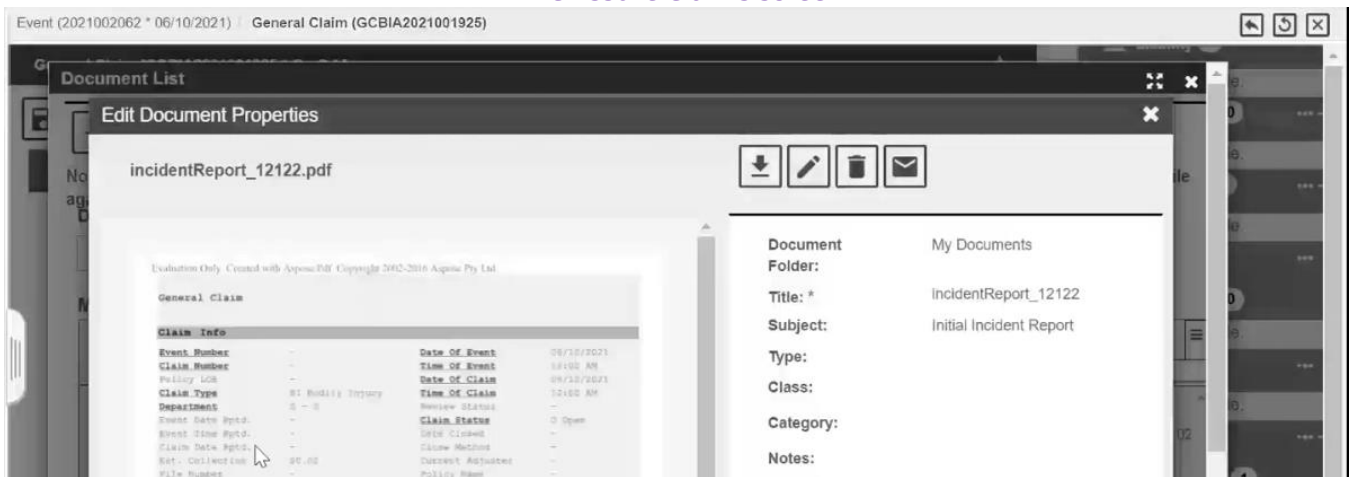 Event (2021002062 * 06/10/2021) General Claim (GCBIA2021001925)
Document List
Edit Document Properties
incidentReport_12122.pdf
Document Folder: My Documents
Title: * IncidentReport_12122
Subject: Initial Incident Report
Type:
Class:
Category:
Notes:
Evaluation Only. Created with Aspose.Pdf. Copyright 2002-2016 Aspose Pty Ltd.
General Claim
Claim Info
Event Number - Date Of Event 06/10/2021
Claim Number - Time Of Event 12:00 AM
Policy LOB - Date Of Claim 06/10/2021
Claim Type BI Bodily Injury Time Of Claim 12:00 AM
Department 0 - 0 Review Status -
Event Date Rptd. - Claim Status O Open
Event Time Rptd. - Date Closed -
Claim Date Rptd. - Close Method -
Est. Collection $0.00 Current Adjuster -
File Number - Policy Name